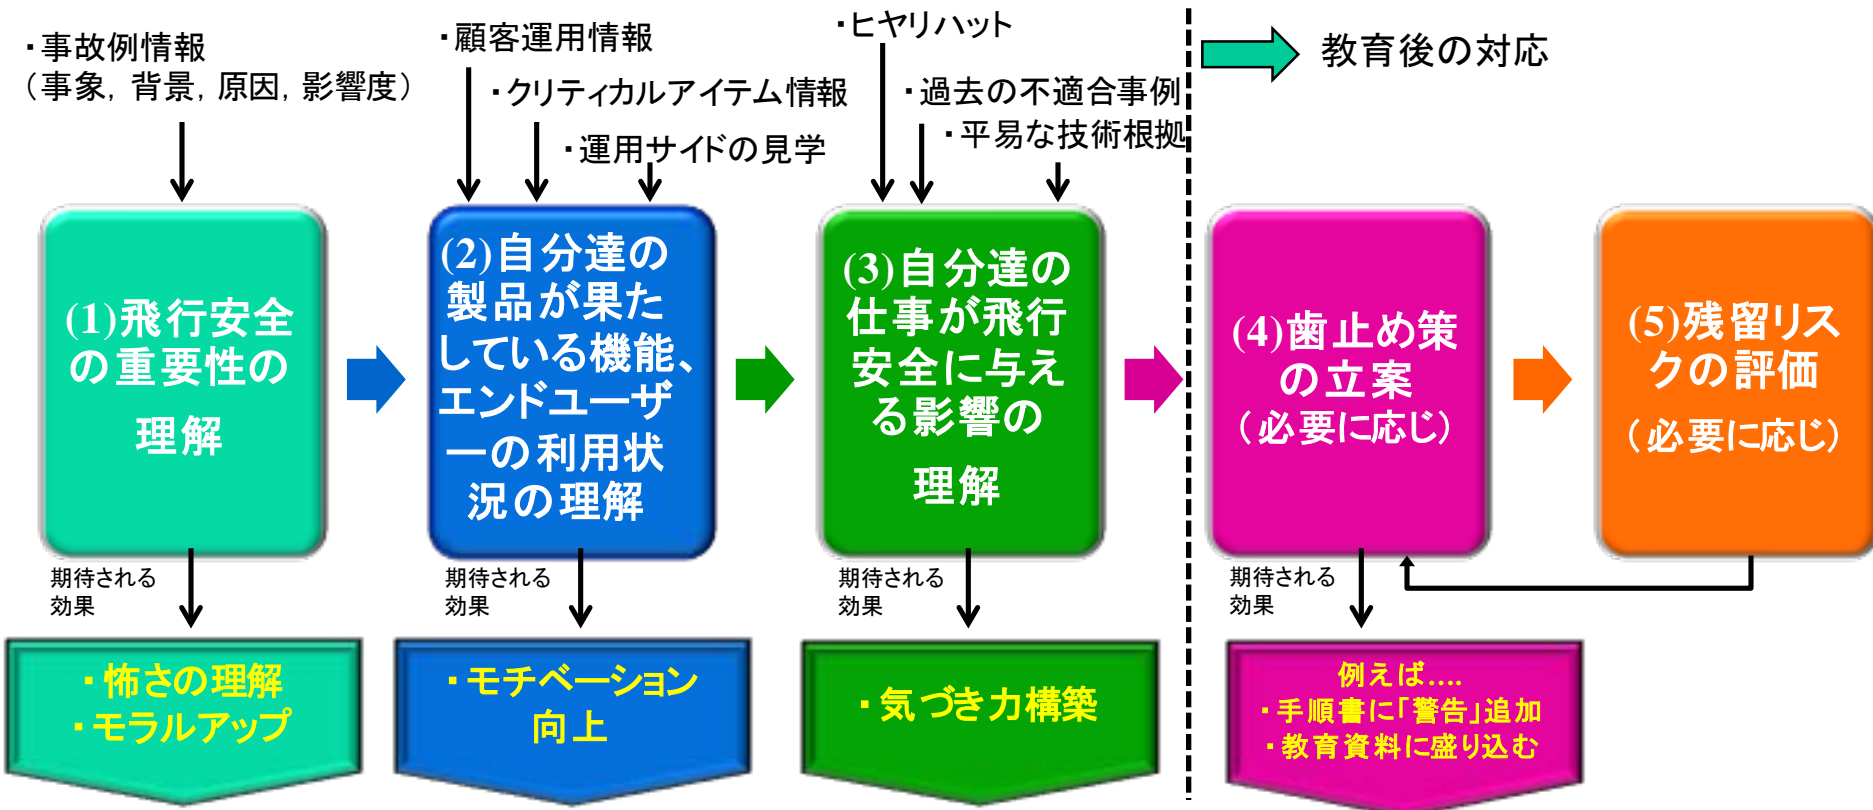 ・事故例情報
（事象, 背景, 原因, 影響度）
・顧客運用情報
・クリティカルアイテム情報
・運用サイドの見学
・ヒヤリハット
・過去の不適合事例
・平易な技術根拠
教育後の対応
(1)飛行安全
の重要性の
理解
(2)自分達の
製品が果た
している機能、
エンドユーザ
ーの利用状
況の理解
(3)自分達の
仕事が飛行
安全に与え
る影響の
理解
(4)歯止め策
の立案
（必要に応じ）
(5)残留リス
クの評価
（必要に応じ）
期待される
効果
期待される
効果
期待される
効果
期待される
効果
・怖さの理解
・モラルアップ
・モチベーション
向上
・気づき力構築
例えば....
・手順書に「警告」追加
・教育資料に盛り込む